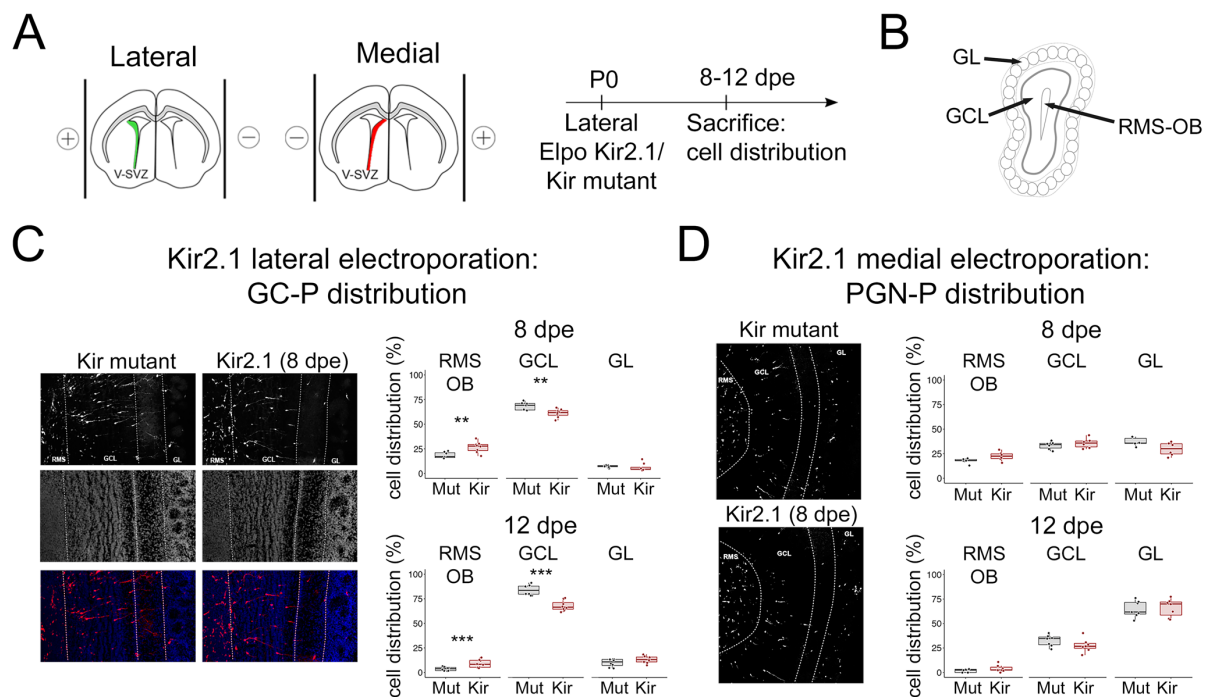 A
Lateral
Medial
+
−
−
+
V-SVZ
V-SVZ
P0
8-12 dpe
Lateral
Elpo Kir2.1/
Kir mutant
Sacrifice:
cell distribution
B
GL
GCL
RMS-OB
C
Kir2.1 lateral electroporation:
GC-P distribution
Kir mutant
Kir2.1 (8 dpe)
RMS
GCL
GL
RMS
GCL
GL
8 dpe
RMS
OB
GCL
GL
cell distribution (%)
100
75
50
25
0
**
**
Mut Kir
Mut Kir
Mut Kir
12 dpe
RMS
OB
GCL
GL
cell distribution (%)
100
75
50
25
0
***
***
Mut Kir
Mut Kir
Mut Kir
D
Kir2.1 medial electroporation:
PGN-P distribution
Kir mutant
RMS
GCL
GL
Kir2.1 (8 dpe)
RMS
GCL
GL
8 dpe
RMS
OB
GCL
GL
cell distribution (%)
100
75
50
25
0
Mut Kir
Mut Kir
Mut Kir
12 dpe
RMS
OB
GCL
GL
cell distribution (%)
100
75
50
25
0
Mut Kir
Mut Kir
Mut Kir